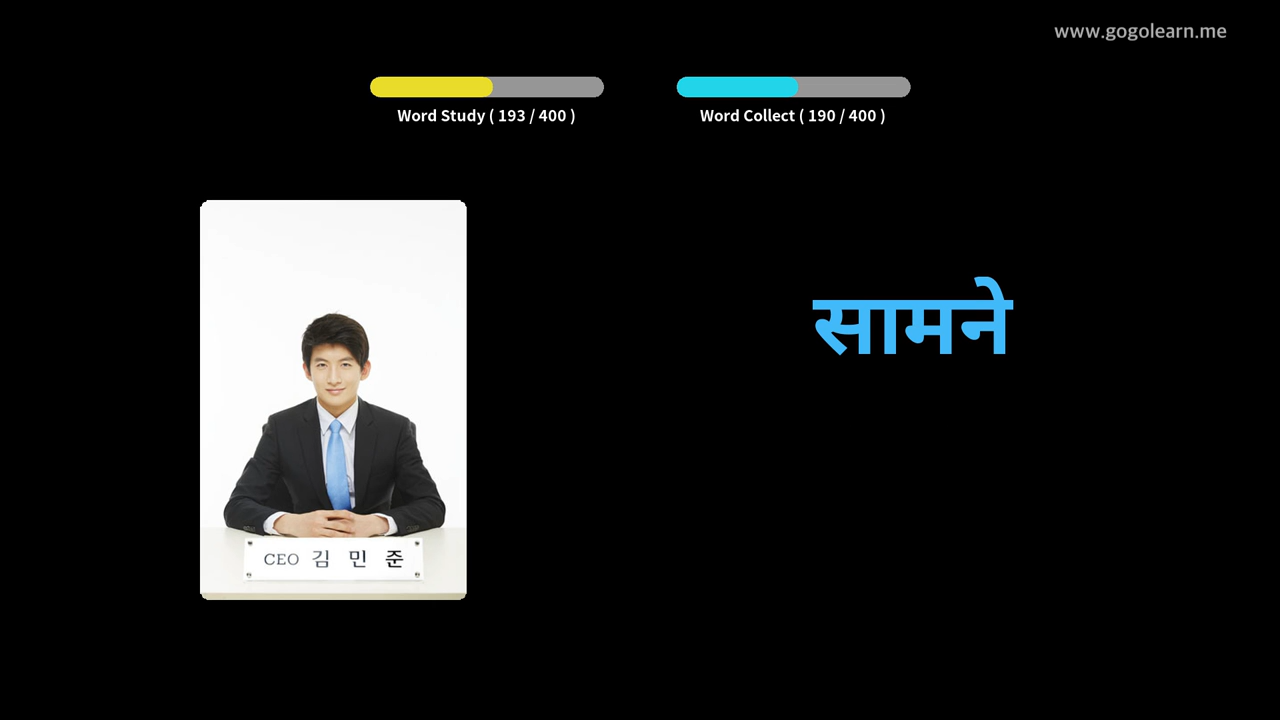 www.gogolearn.me
Word Study ( 193 / 400 )
Word Collect ( 190 / 400 )
सामने
CEO 김 민 준